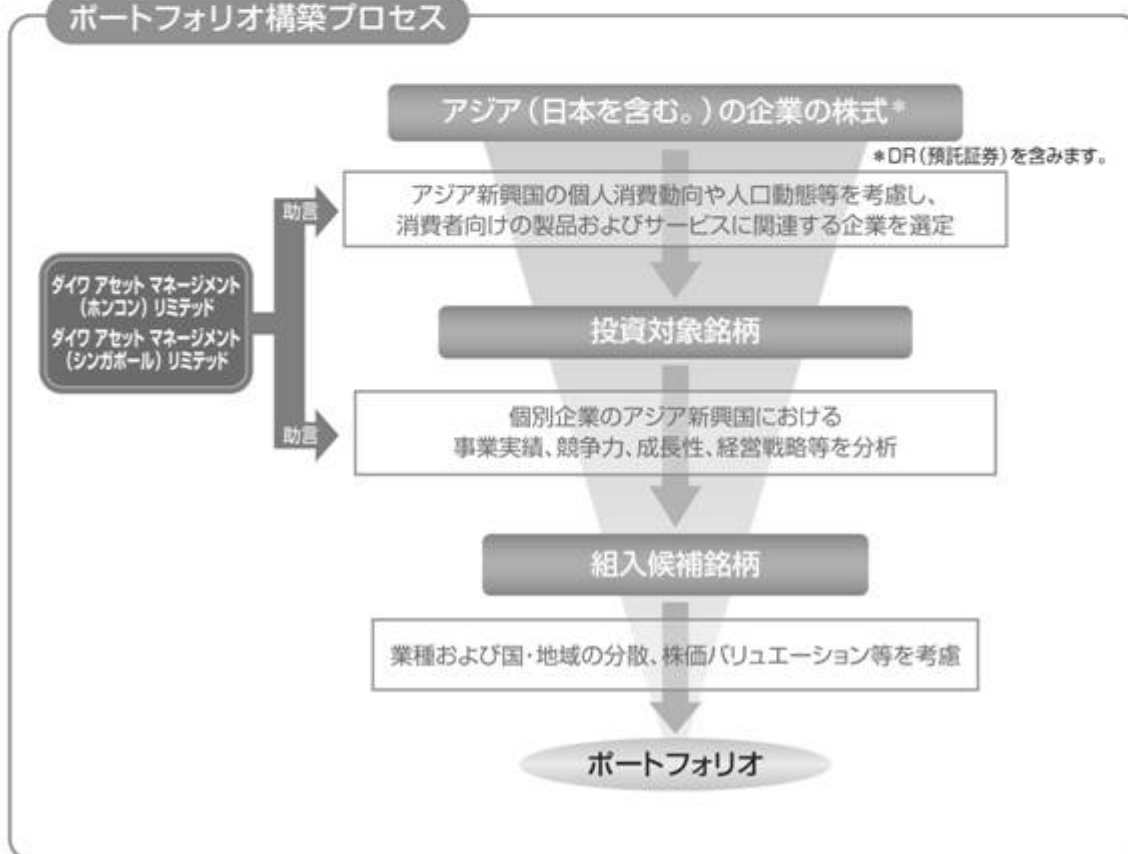 ポートフォリオ構築プロセス
アジア(日本を含む。)の企業の株式*
*DR(預託証券)を含みます。
助言
アジア新興国の個人消費動向や人口動態等を考慮し、
消費者向けの製品およびサービスに関連する企業を選定
ダイワ アセット マネージメント
(ホンコン) リミテッド
ダイワ アセット マネージメント
(シンガポール) リミテッド
投資対象銘柄
助言
個別企業のアジア新興国における
事業実績、競争力、成長性、経営戦略等を分析
組入候補銘柄
業種および国・地域の分散、株価バリュエーション等を考慮
ポートフォリオ